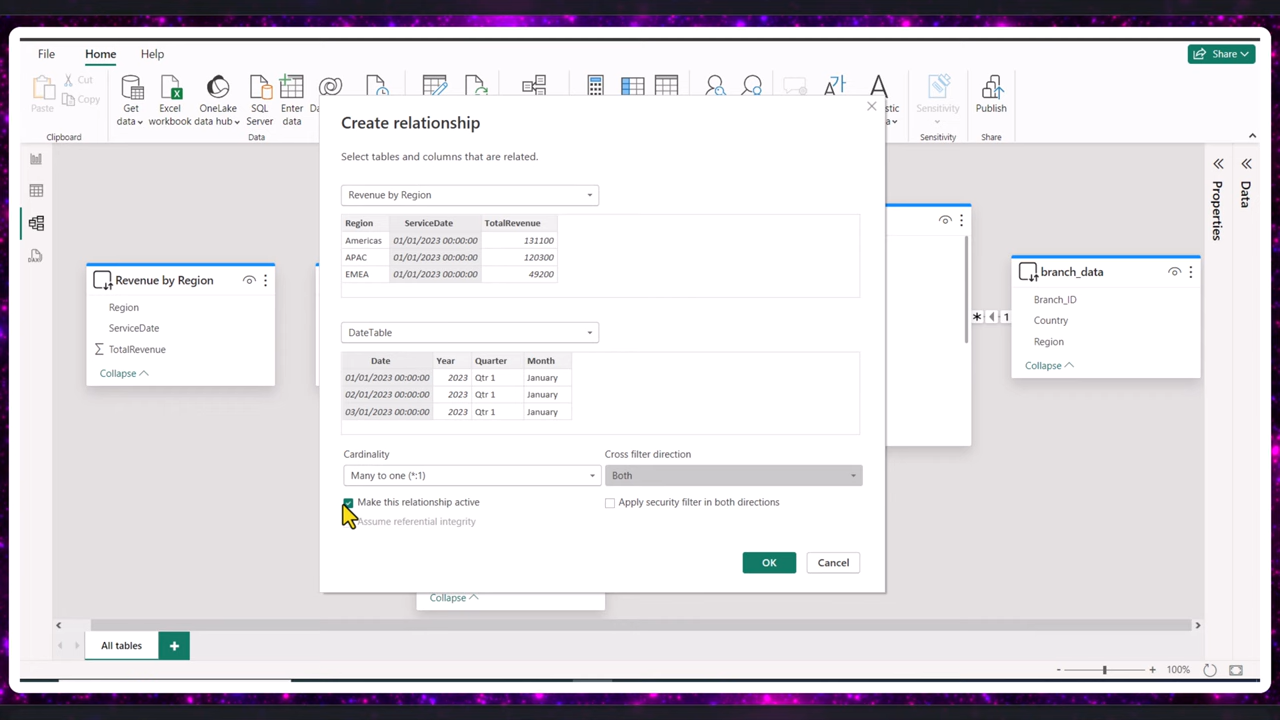 File Home Help Share
Paste Cut Copy
Get data
Excel workbook
OneLake data hub
SQL Server
Enter data
Sensitivity
Publish
Clipboard Data Sensitivity Share
Create relationship
Select tables and columns that are related.
Revenue by Region
Region ServiceDate TotalRevenue
Americas 01/01/2023 00:00:00 131100
APAC 01/01/2023 00:00:00 120300
EMEA 01/01/2023 00:00:00 49200
DateTable
Date Year Quarter Month
01/01/2023 00:00:00 2023 Qtr 1 January
02/01/2023 00:00:00 2023 Qtr 1 January
03/01/2023 00:00:00 2023 Qtr 1 January
Cardinality
Many to one (*:1)
Cross filter direction
Both
Make this relationship active
Apply security filter in both directions
Assume referential integrity
OK Cancel
Revenue by Region
Region
ServiceDate
Σ TotalRevenue
Collapse
* 1
branch_data
Branch_ID
Country
Region
Collapse
Collapse
Properties
Data
All tables +
- + 100%